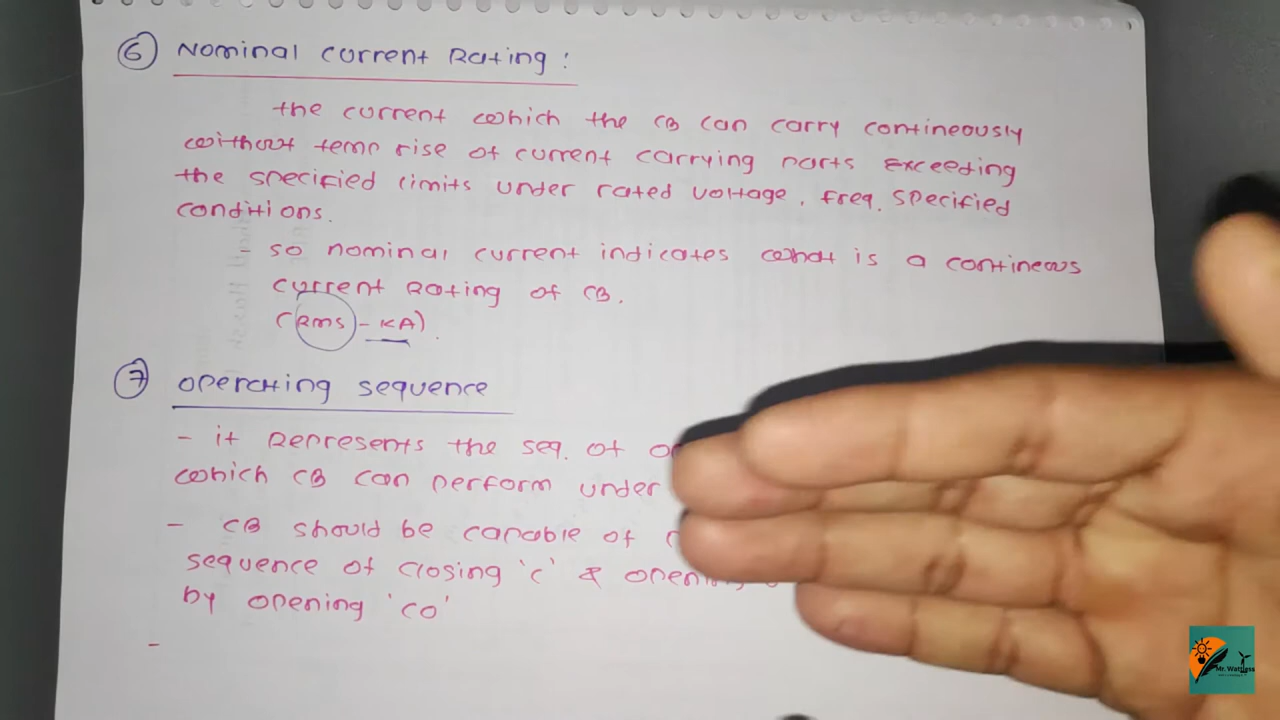 6 Nominal current Rating :
the current which the CB can carry contineously
without temp rise of current carrying parts exceeding
the specified limits under rated voltage, freq. specified
conditions.
- so nominal current indicates what is a contineous
current Rating of CB.
(RMS - KA).
7 operating sequence
- it Represents the seq. of
which CB can perform under
- CB should be capable of
sequence of closing 'c' & opening
by opening 'co'
-
Mr. Wattless